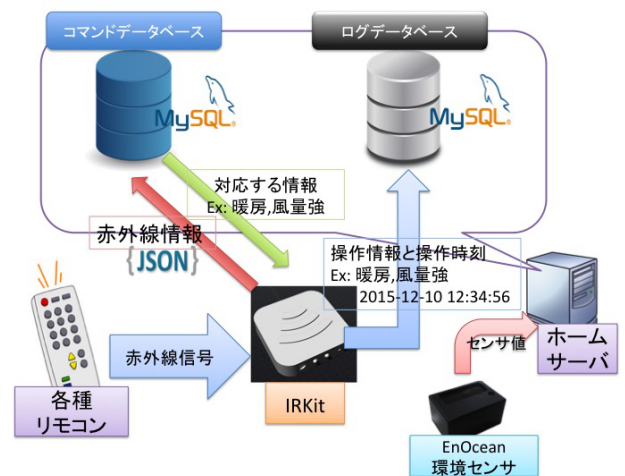 コマンドデータベース
ログデータベース
MySQL®
MySQL®
対応する情報
Ex: 暖房,風量強
赤外線情報
{JSON}
操作情報と操作時刻
Ex: 暖房,風量強
2015-12-10 12:34:56
赤外線信号
センサ値
ホーム
サーバ
各種
リモコン
IRKit
EnOcean
環境センサ